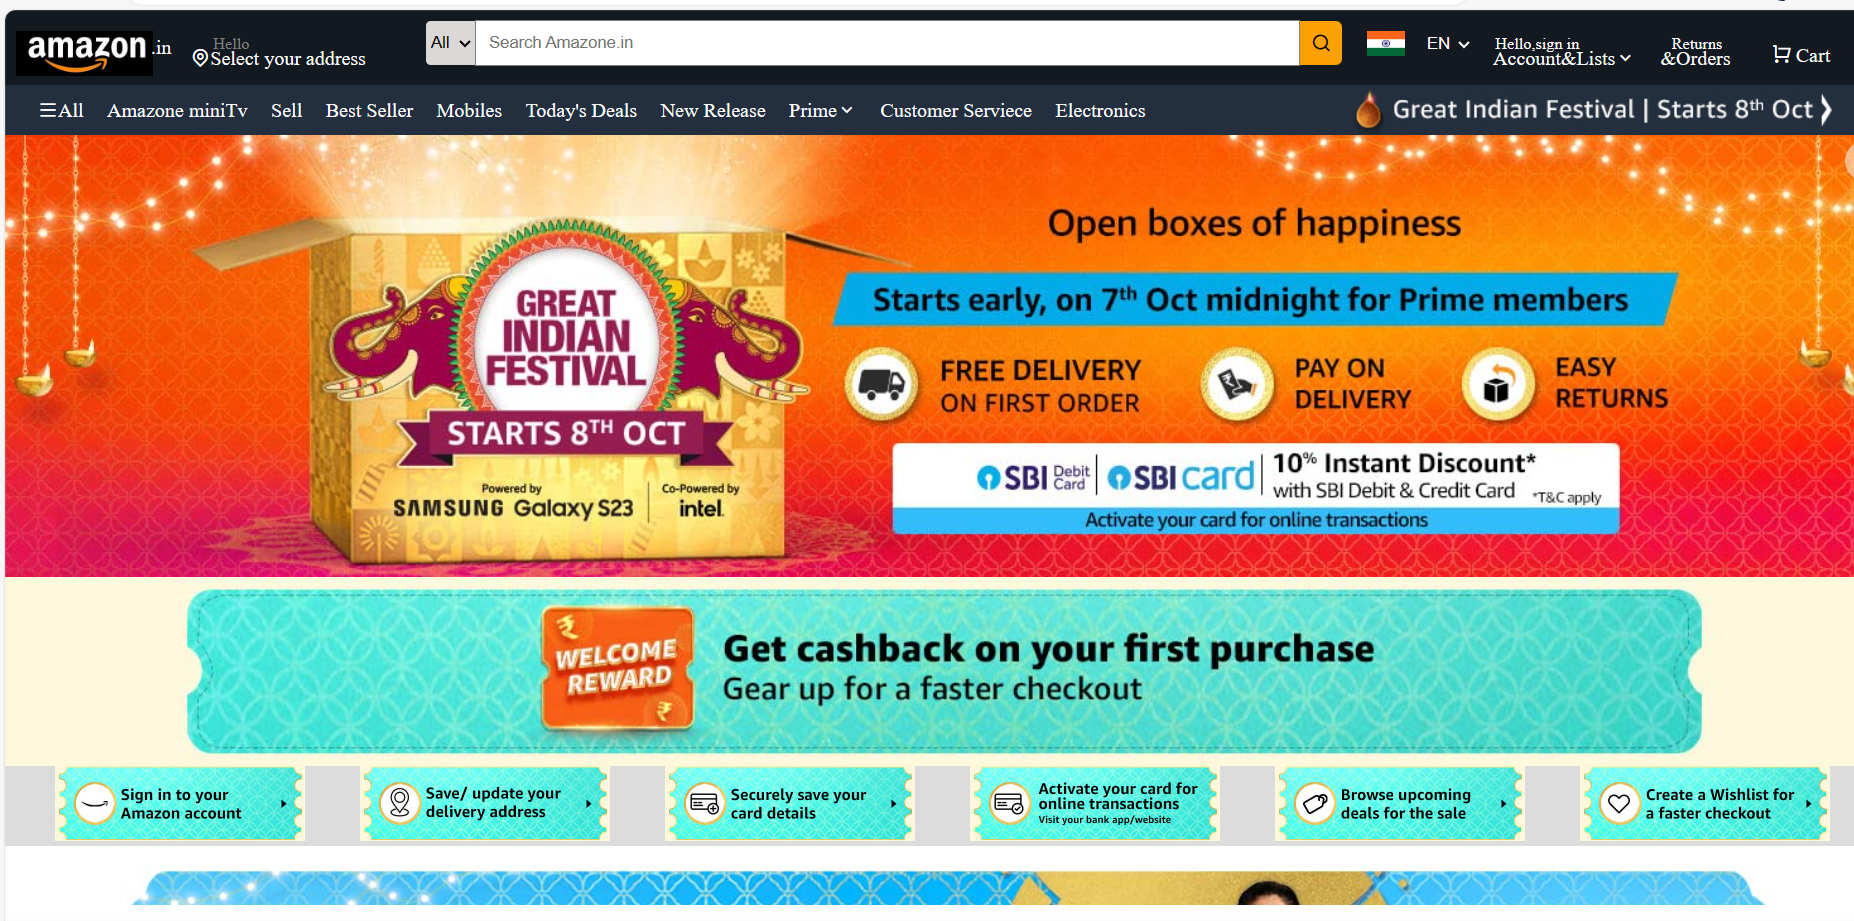 amazon.in
Hello
Select your address
All
Search Amazone.in
EN
Hello,sign in
Account&Lists
Returns
&Orders
Cart
All
Amazone miniTv
Sell
Best Seller
Mobiles
Today's Deals
New Release
Prime
Customer Serviece
Electronics
Great Indian Festival | Starts 8th Oct
GREAT
INDIAN
FESTIVAL
STARTS 8TH OCT
Powered by
SAMSUNG Galaxy S23
Co-Powered by
intel.
Open boxes of happiness
Starts early, on 7th Oct midnight for Prime members
FREE DELIVERY
ON FIRST ORDER
PAY ON
DELIVERY
EASY
RETURNS
SBI Debit
Card
SBI card
10% Instant Discount*
with SBI Debit & Credit Card
*T&C apply
Activate your card for online transactions
₹
WELCOME
REWARD
₹
Get cashback on your first purchase
Gear up for a faster checkout
Sign in to your
Amazon account
Save/ update your
delivery address
Securely save your
card details
Activate your card for
online transactions
Visit your bank app/website
Browse upcoming
deals for the sale
Create a Wishlist for
a faster checkout